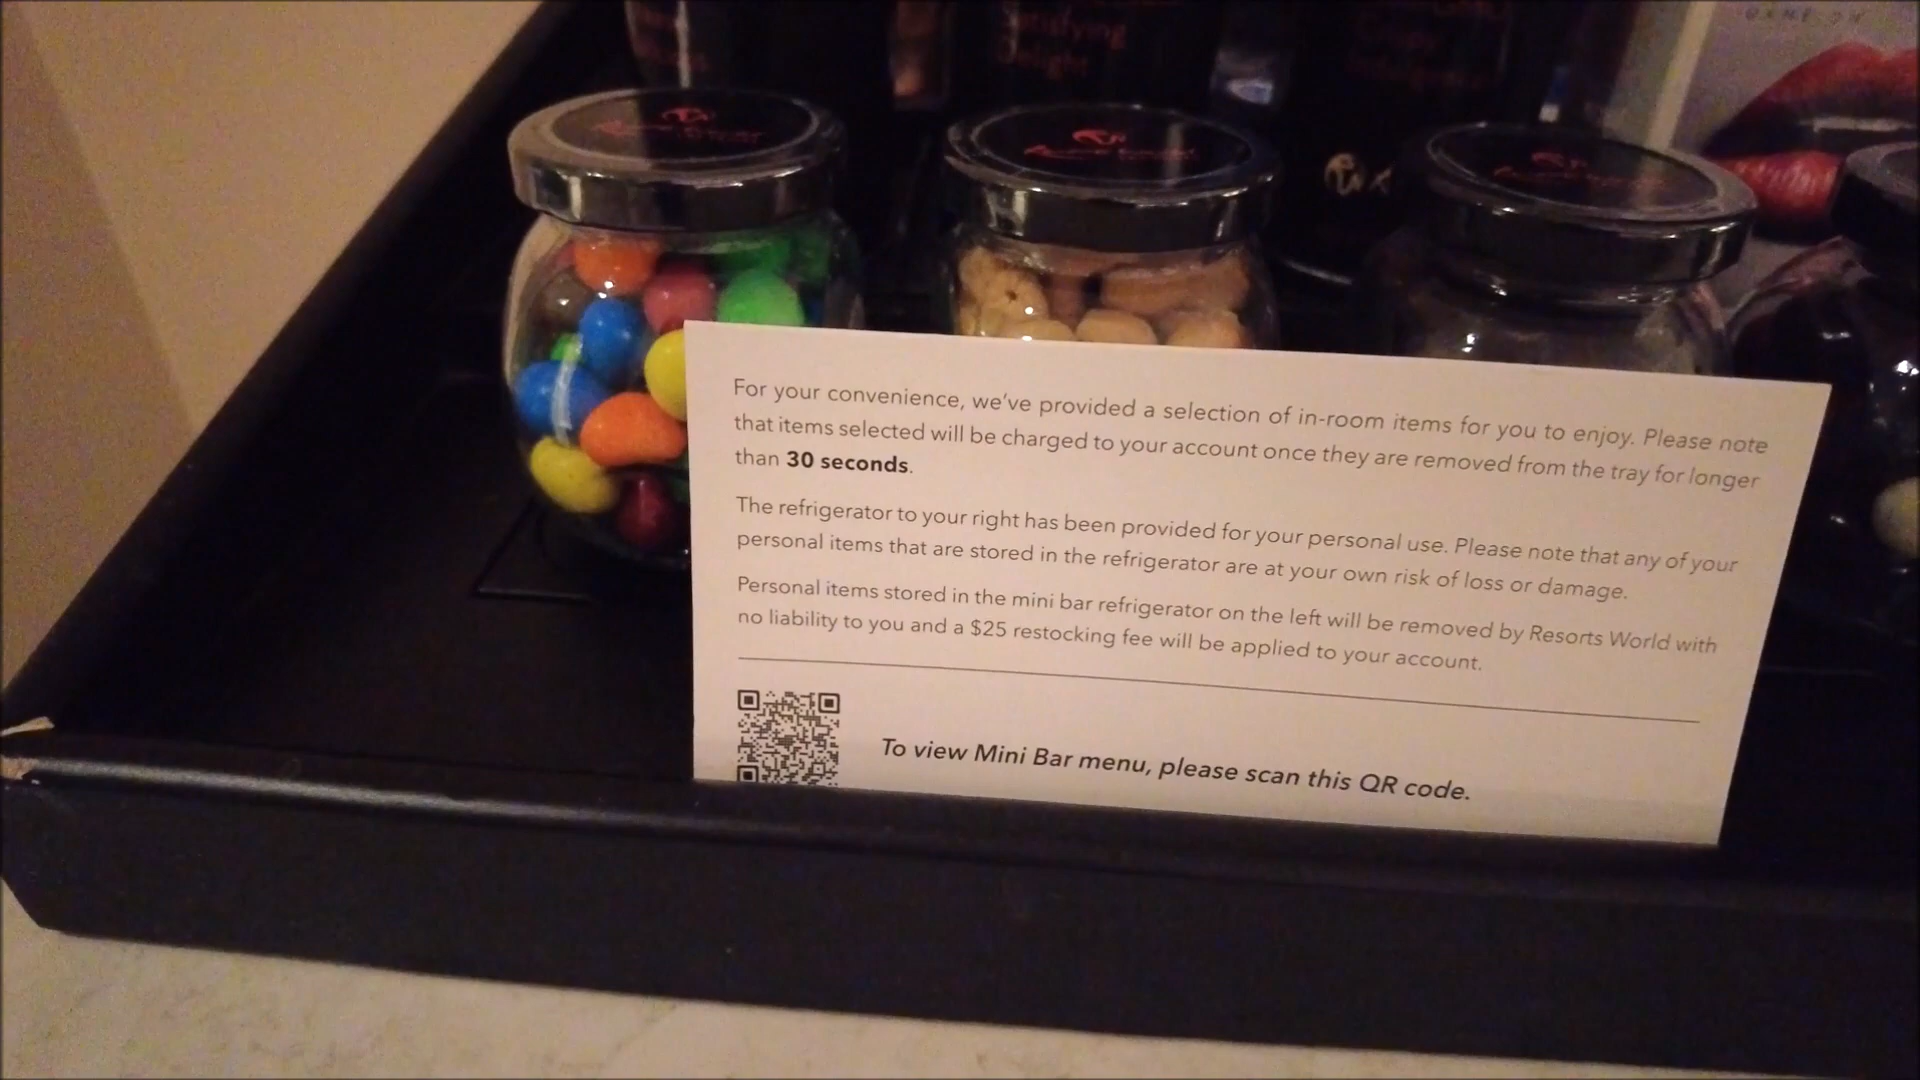 Satisfying
Delight
Crispy
For your convenience, we've provided a selection of in-room items for you to enjoy. Please note
that items selected will be charged to your account once they are removed from the tray for longer
than 30 seconds.
The refrigerator to your right has been provided for your personal use. Please note that any of your
personal items that are stored in the refrigerator are at your own risk of loss or damage.
Personal items stored in the mini bar refrigerator on the left will be removed by Resorts World with
no liability to you and a $25 restocking fee will be applied to your account.
To view Mini Bar menu, please scan this QR code.